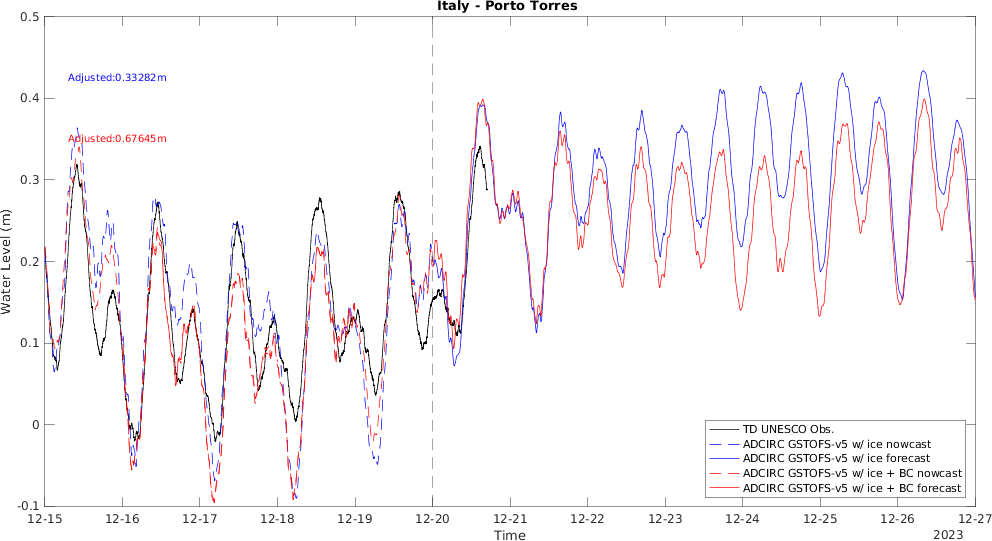 Italy - Porto Torres
Water Level (m)
0.5
0.4
0.3
0.2
0.1
0
-0.1
Adjusted:0.33282m
Adjusted:0.67645m
TD UNESCO Obs.
ADCIRC GSTOFS-v5 w/ ice nowcast
ADCIRC GSTOFS-v5 w/ ice forecast
ADCIRC GSTOFS-v5 w/ ice + BC nowcast
ADCIRC GSTOFS-v5 w/ ice + BC forecast
12-15 12-16 12-17 12-18 12-19 12-20 12-21 12-22 12-23 12-24 12-25 12-26 12-27
Time
2023